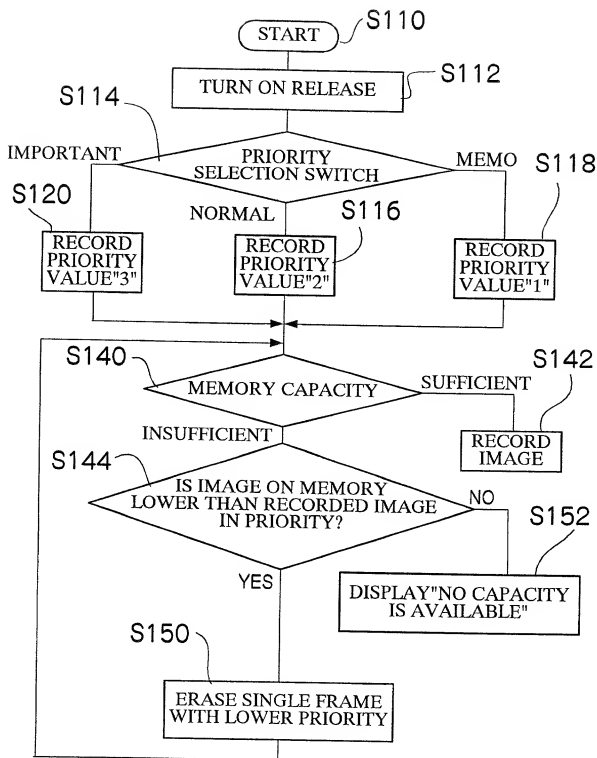 START
S110
TURN ON RELEASE
S112
S114
PRIORITY
SELECTION SWITCH
IMPORTANT
MEMO
NORMAL
S120
S116
S118
RECORD
PRIORITY
VALUE"3"
RECORD
PRIORITY
VALUE"2"
RECORD
PRIORITY
VALUE"1"
S140
MEMORY CAPACITY
SUFFICIENT
S142
RECORD
IMAGE
INSUFFICIENT
S144
IS IMAGE ON MEMORY
LOWER THAN RECORDED IMAGE
IN PRIORITY?
NO
S152
DISPLAY"NO CAPACITY
IS AVAILABLE"
YES
S150
ERASE SINGLE FRAME
WITH LOWER PRIORITY